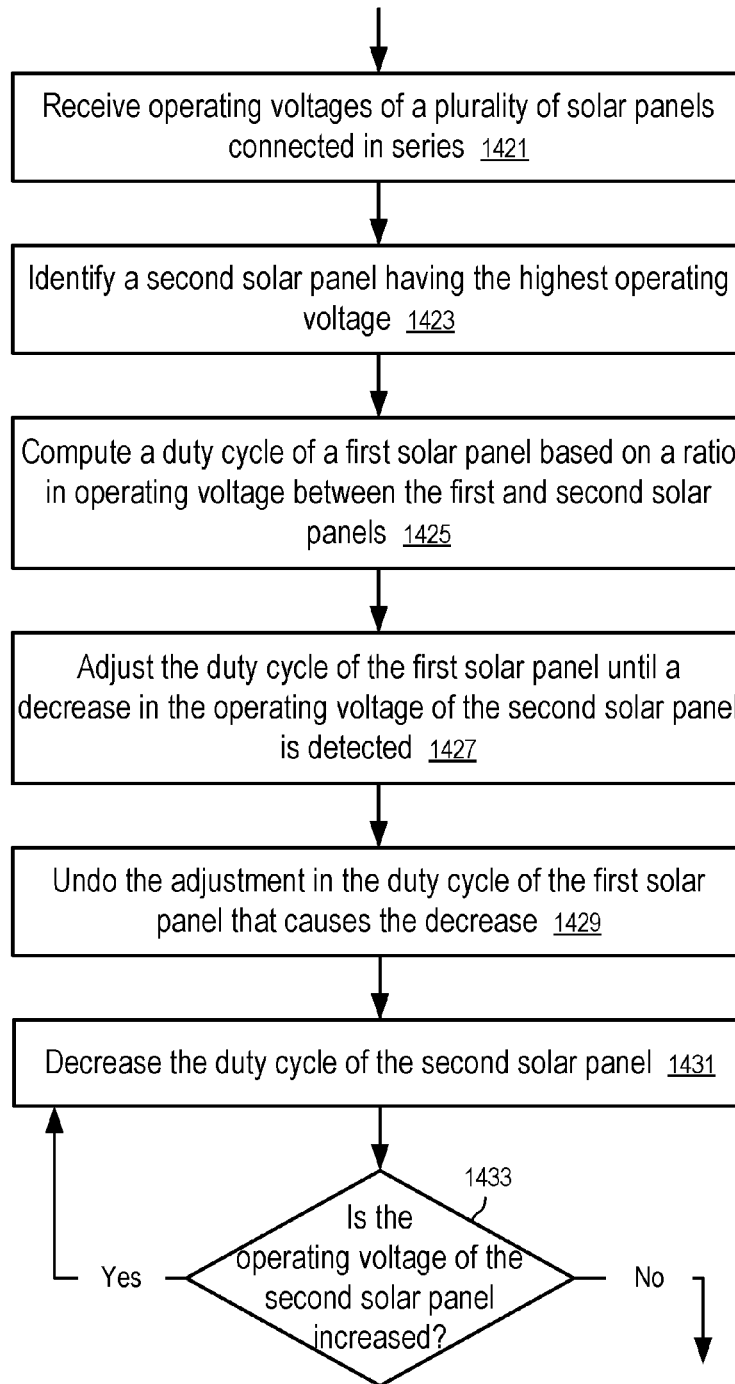 Receive operating voltages of a plurality of solar panels
connected in series 1421
Identify a second solar panel having the highest operating
voltage 1423
Compute a duty cycle of a first solar panel based on a ratio
in operating voltage between the first and second solar
panels 1425
Adjust the duty cycle of the first solar panel until a
decrease in the operating voltage of the second solar panel
is detected 1427
Undo the adjustment in the duty cycle of the first solar
panel that causes the decrease 1429
Decrease the duty cycle of the second solar panel 1431
1433
Is the
operating voltage of the
second solar panel
increased?
Yes
No